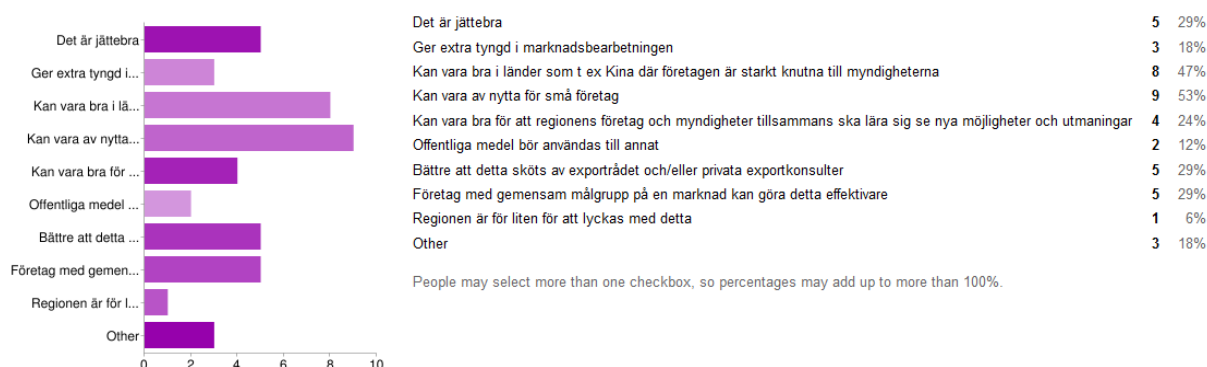 Det är jättebra
Ger extra tyngd i...
Kan vara bra i lä...
Kan vara av nytta...
Kan vara bra för ...
Offentliga medel ...
Bättre att detta ...
Företag med gemen...
Regionen är för l...
Other
0 2 4 6 8 10
Det är jättebra 5 29%
Ger extra tyngd i marknadsbearbetningen 3 18%
Kan vara bra i länder som t ex Kina där företagen är starkt knutna till myndigheterna 8 47%
Kan vara av nytta för små företag 9 53%
Kan vara bra för att regionens företag och myndigheter tillsammans ska lära sig se nya möjligheter och utmaningar 4 24%
Offentliga medel bör användas till annat 2 12%
Bättre att detta sköts av exportrådet och/eller privata exportkonsulter 5 29%
Företag med gemensam målgrupp på en marknad kan göra detta effektivare 5 29%
Regionen är för liten för att lyckas med detta 1 6%
Other 3 18%
People may select more than one checkbox, so percentages may add up to more than 100%.